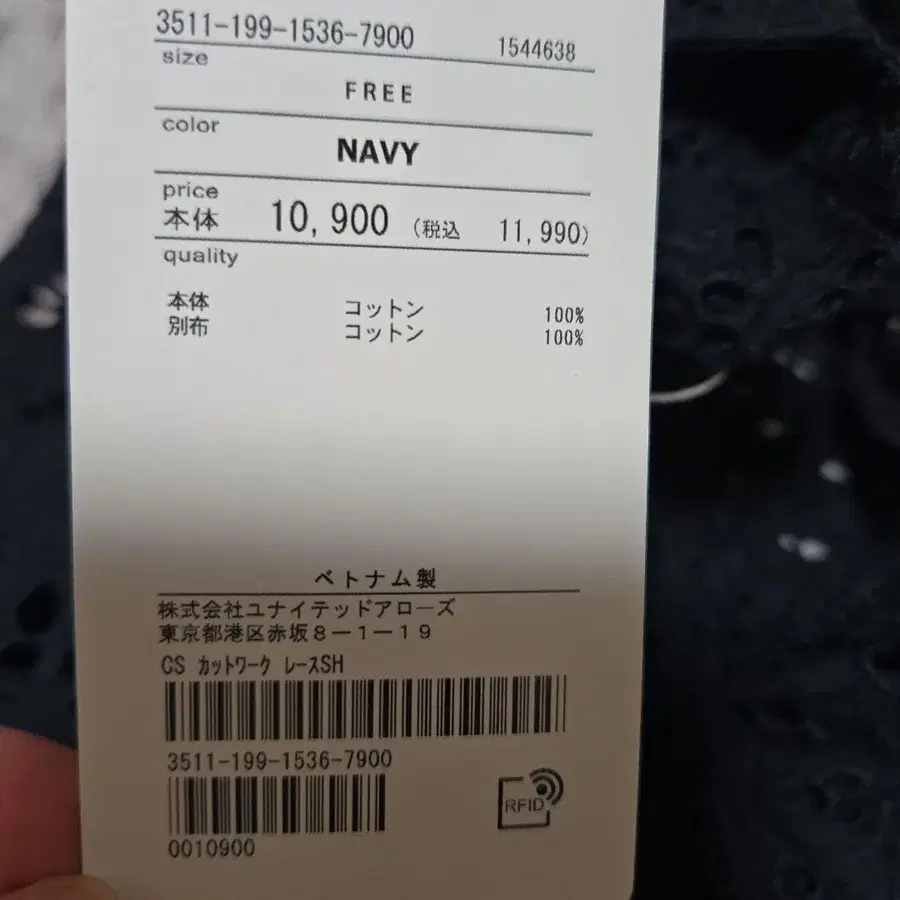 3511-199-1536-7900 1544638
size
FREE
color
NAVY
price
本体 10,900 (税込 11,990)
quality
本体 コットン 100%
別布 コットン 100%
ベトナム製
株式会社ユナイテッドアローズ
東京都港区赤坂8-1-19
CS カットワーク レースSH
3511-199-1536-7900
RFID
0010900